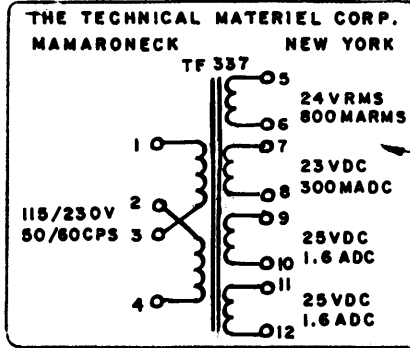 THE TECHNICAL MATERIEL CORP.
MAMARONECK NEW YORK
TF 337
5
24VRMS
800MARMS
6
1
7
23VDC
300MADC
8
2
115/230V
50/60CPS
3
9
25VDC
1.6ADC
10
4
11
25VDC
1.6ADC
12